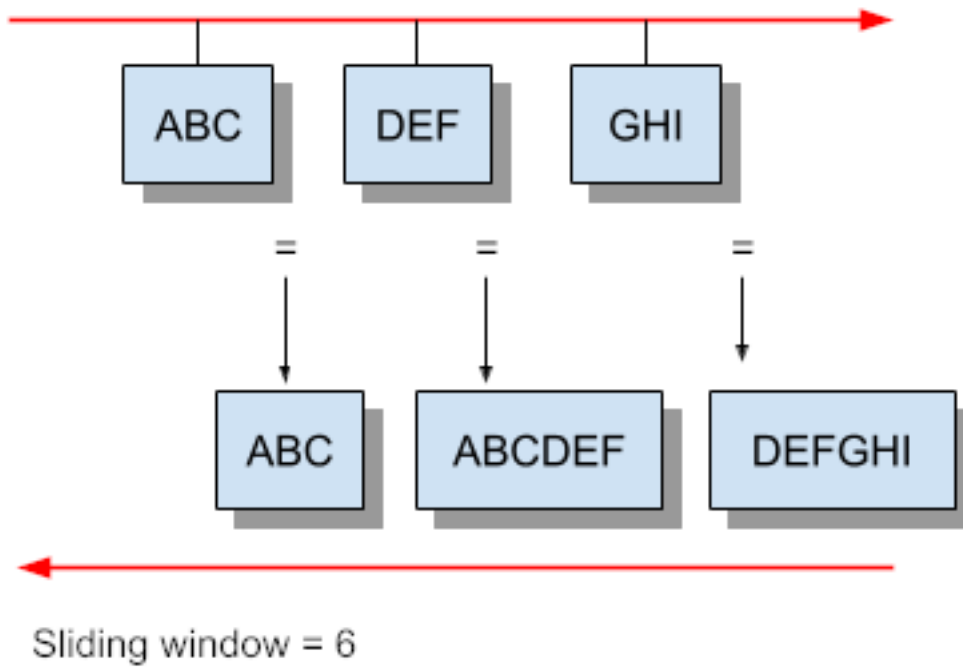 ABC DEF GHI
= = =
ABC ABCDEF DEFGHI
Sliding window = 6